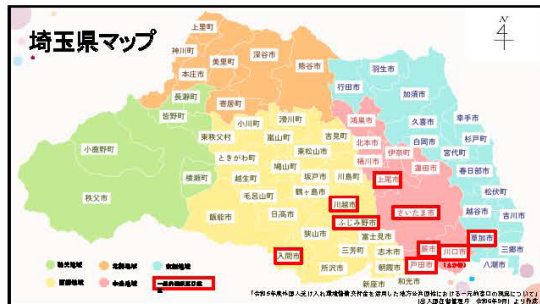 埼玉県マップ
N
上里町
神川町
美里町
深谷市
本庄市
熊谷市
長瀞町
寄居町
皆野町
小鹿野町
秩父市
横瀬町
東秩父村
小川町
滑川町
嵐山町
吉見町
ときがわ町
東松山市
鳩山町
川島町
越生町
坂戸市
毛呂山町
鶴ヶ島市
川越市
飯能市
日高市
ふじみ野市
狭山市
富士見市
入間市
三芳町
志木市
所沢市
朝霞市
新座市
和光市
行田市
羽生市
加須市
鴻巣市
久喜市
幸手市
北本市
伊奈町
白岡市
杉戸町
桶川市
蓮田市
宮代町
上尾市
春日部市
さいたま市
松伏町
越谷市
吉川市
蕨市
川口市
草加市
戸田市
三郷市
八潮市
秩父地域
北部地域
東部地域
西部地域
中央地域